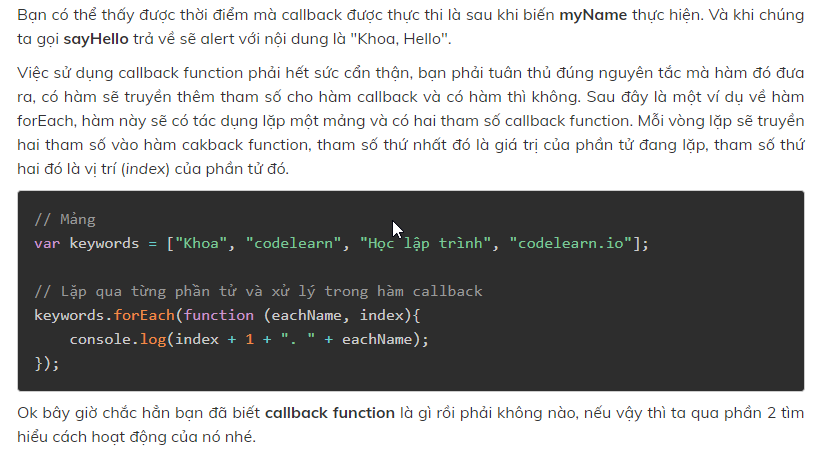 Bạn có thể thấy được thời điểm mà callback được thực thi là sau khi biến myName thực hiện. Và khi chúng
ta gọi sayHello trả về sẽ alert với nội dung là "Khoa, Hello".
Việc sử dụng callback function phải hết sức cẩn thận, bạn phải tuân thủ đúng nguyên tắc mà hàm đó đưa
ra, có hàm sẽ truyền thêm tham số cho hàm callback và có hàm thì không. Sau đây là một ví dụ về hàm
forEach, hàm này sẽ có tác dụng lặp một mảng và có hai tham số callback function. Mỗi vòng lặp sẽ truyền
hai tham số vào hàm cakback function, tham số thứ nhất đó là giá trị của phần tử đang lặp, tham số thứ
hai đó là vị trí (index) của phần tử đó.
// Mảng
var keywords = ["Khoa", "codelearn", "Học lập trình", "codelearn.io"];
// Lặp qua từng phần tử và xử lý trong hàm callback
keywords.forEach(function (eachName, index){
    console.log(index + 1 + ". " + eachName);
});
Ok bây giờ chắc hẳn bạn đã biết callback function là gì rồi phải không nào, nếu vậy thì ta qua phần 2 tìm
hiểu cách hoạt động của nó nhé.